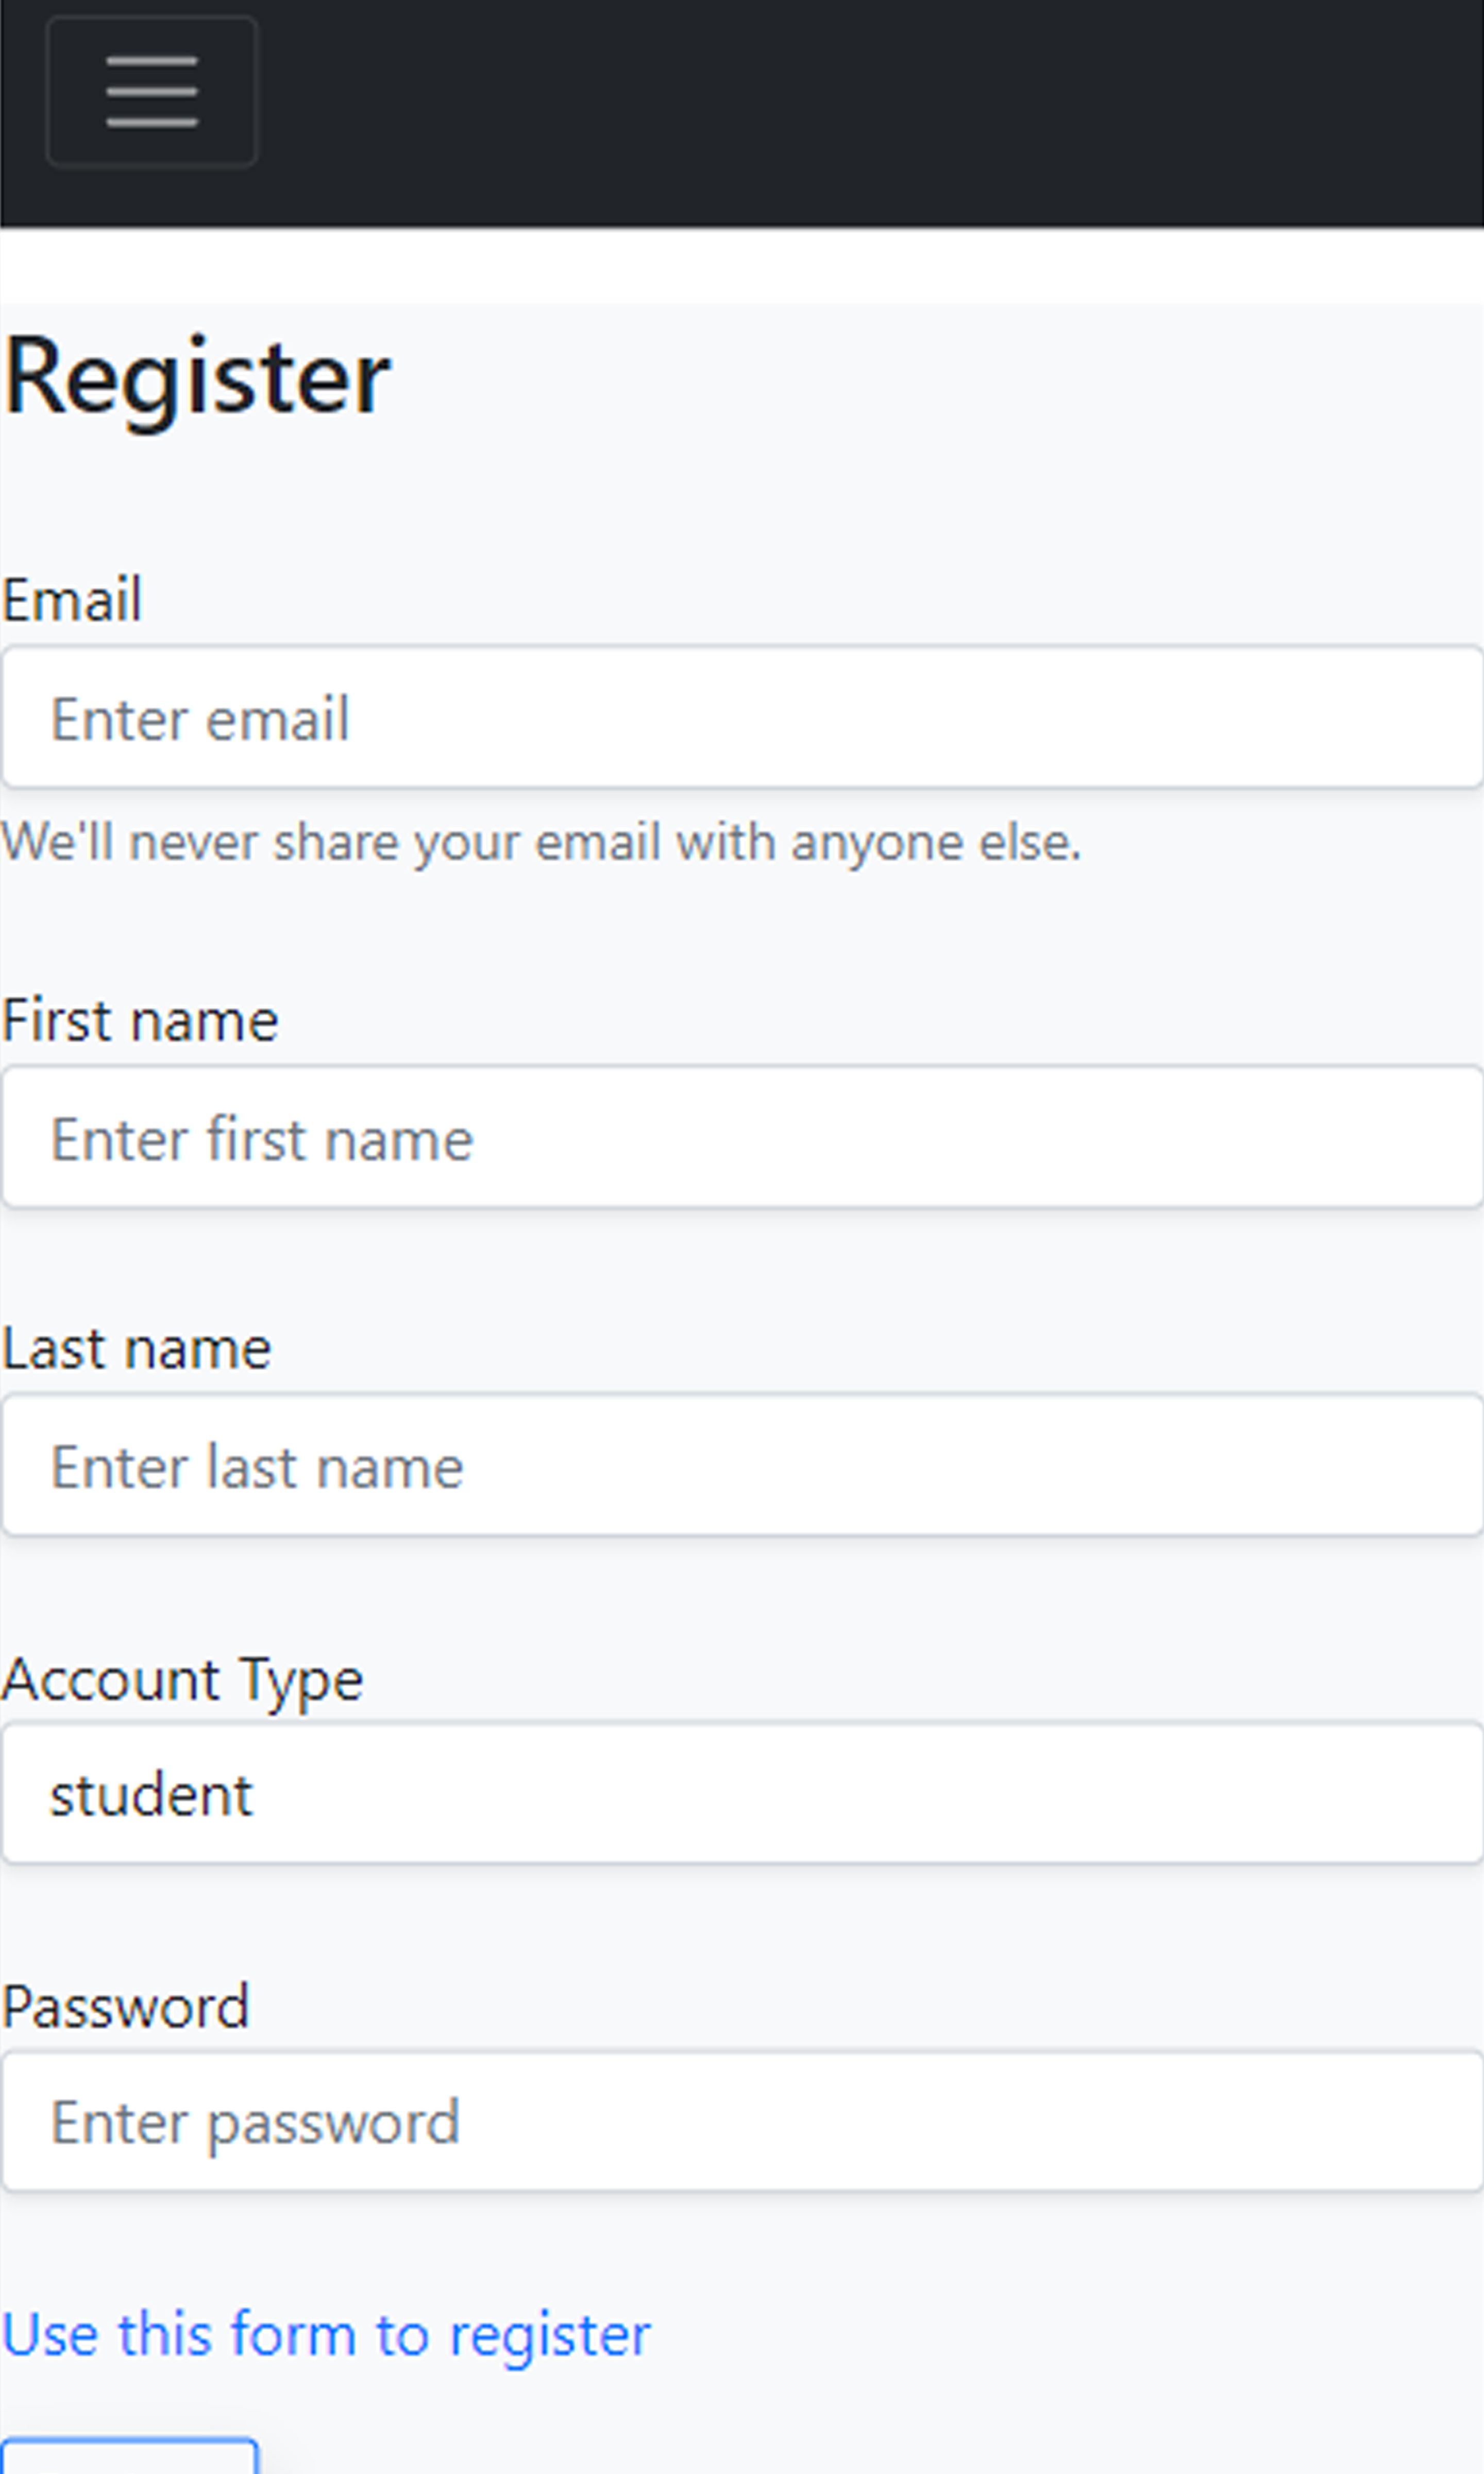 Register
Email
Enter email
We'll never share your email with anyone else.
First name
Enter first name
Last name
Enter last name
Account Type
student
Password
Enter password
Use this form to register